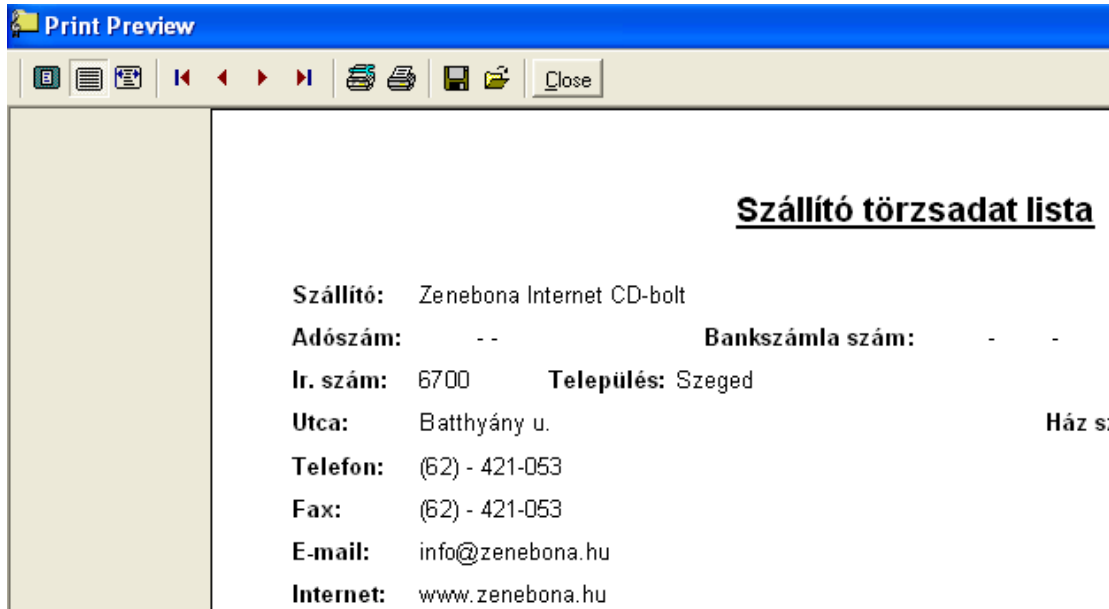 Print Preview
Close
Szállító törzsadat lista
Szállító: Zenebona Internet CD-bolt
Adószám: - - Bankszámla szám: - -
Ir. szám: 6700 Település: Szeged
Utca: Batthyány u. Ház
Telefon: (62) - 421-053
Fax: (62) - 421-053
E-mail: info@zenebona.hu
Internet: www.zenebona.hu